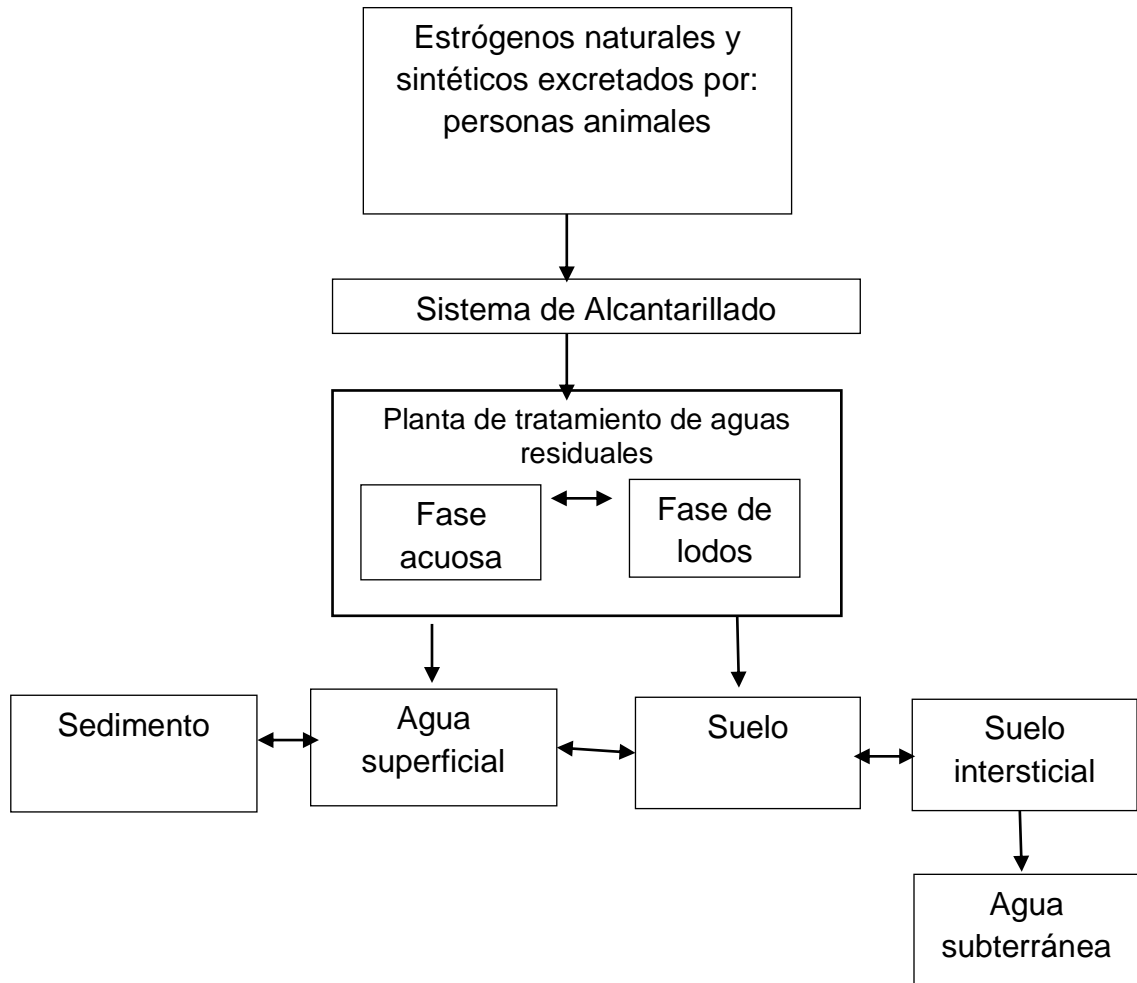 Estrógenos naturales y
sintéticos excretados por:
personas animales
Sistema de Alcantarillado
Planta de tratamiento de aguas
residuales
Fase
acuosa
Fase de
lodos
Sedimento
Agua
superficial
Suelo
Suelo
intersticial
Agua
subterránea